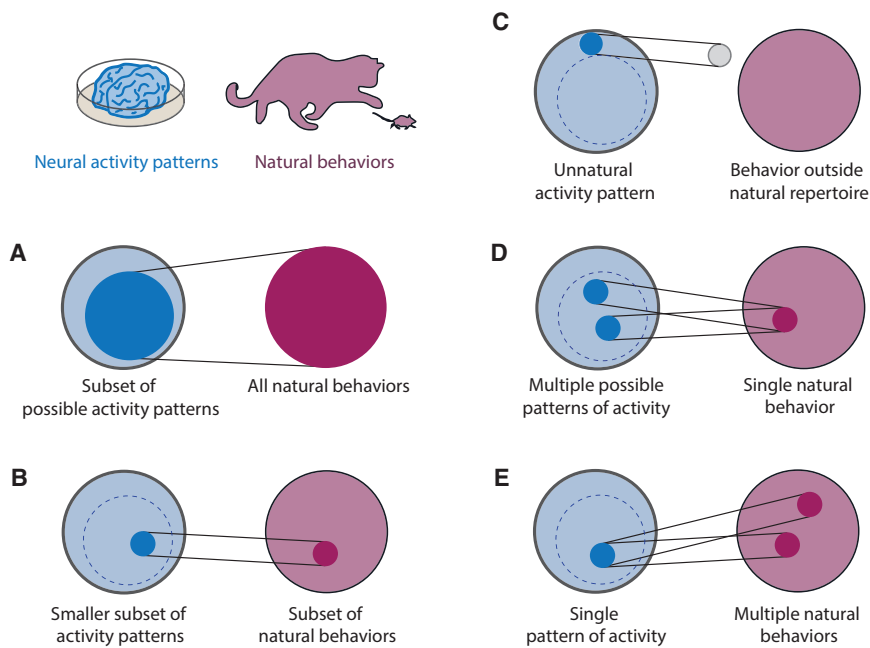 Neural activity patterns
Natural behaviors
A
Subset of
possible activity patterns
All natural behaviors
B
Smaller subset of
activity patterns
Subset of
natural behaviors
C
Unnatural
activity pattern
Behavior outside
natural repertoire
D
Multiple possible
patterns of activity
Single natural
behavior
E
Single
pattern of activity
Multiple natural
behaviors